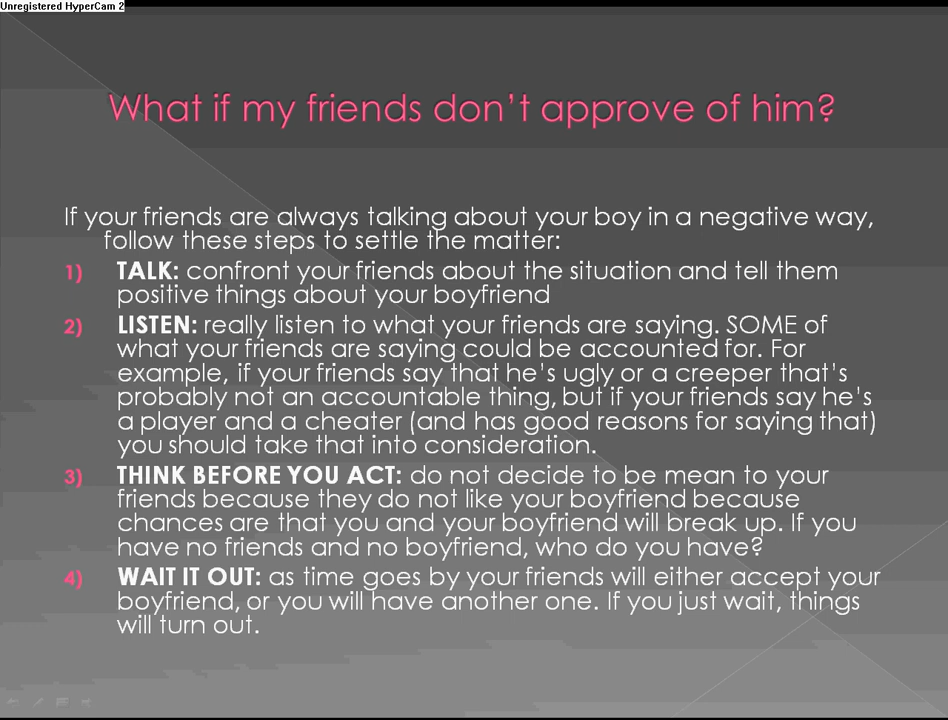 Unregistered HyperCam 2
What if my friends don't approve of him?
If your friends are always talking about your boy in a negative way,
follow these steps to settle the matter:
1) TALK: confront your friends about the situation and tell them
positive things about your boyfriend
2) LISTEN: really listen to what your friends are saying. SOME of
what your friends are saying could be accounted for. For
example, if your friends say that he's ugly or a creeper that's
probably not an accountable thing, but if your friends say he's
a player and a cheater (and has good reasons for saying that)
you should take that into consideration.
3) THINK BEFORE YOU ACT: do not decide to be mean to your
friends because they do not like your boyfriend because
chances are that you and your boyfriend will break up. If you
have no friends and no boyfriend, who do you have?
4) WAIT IT OUT: as time goes by your friends will either accept your
boyfriend, or you will have another one. If you just wait, things
will turn out.